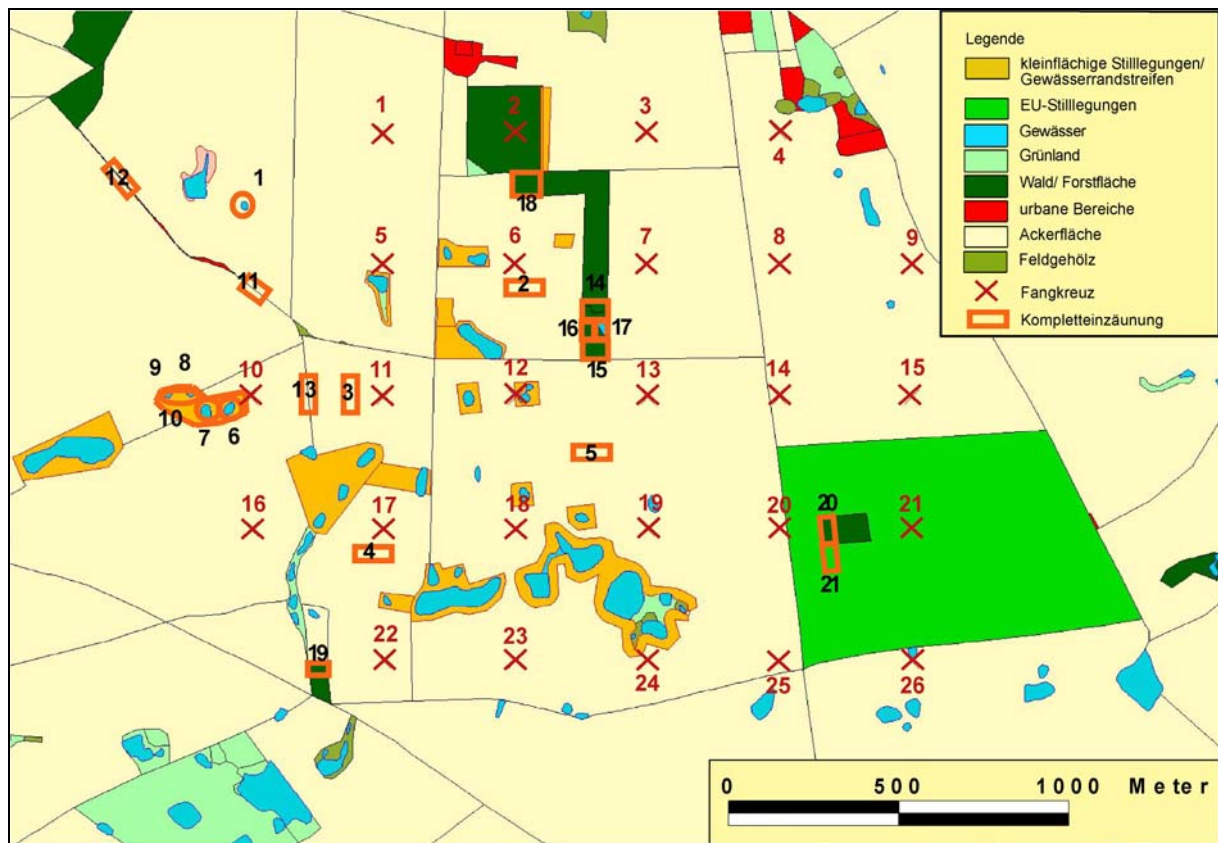 Legende
kleinflächige Stilllegungen/
Gewässerrandstreifen
EU-Stilllegungen
Gewässer
Grünland
Wald/ Forstfläche
urbane Bereiche
Ackerfläche
Feldgehölz
Fangkreuz
Kompletteinzäunung
1 2 3
4
12 1
18
5 6 7 8 9
11 2 14
16 17
15
9 8 10 11 12 13 14 15
13 3
10
7 6
5
16 17 18 19 20 20 21
4
21
19 22 23
24 25 26
0 500 1000 Meter